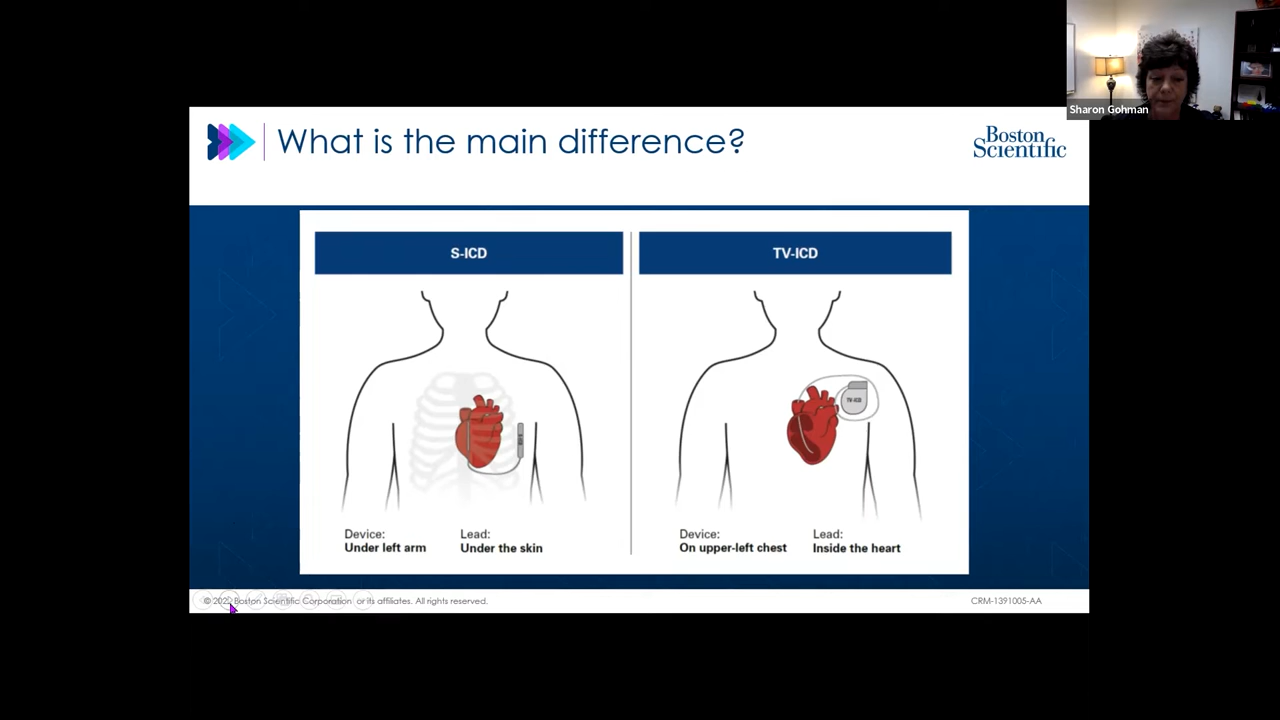 Sharon Gohman
What is the main difference?
Boston
Scientific
S-ICD
TV-ICD
TV-ICD
Device:
Under left arm
Lead:
Under the skin
Device:
On upper-left chest
Lead:
Inside the heart
Boston Scientific Corporation or its affiliates. All rights reserved.
CRM-1391005-AA